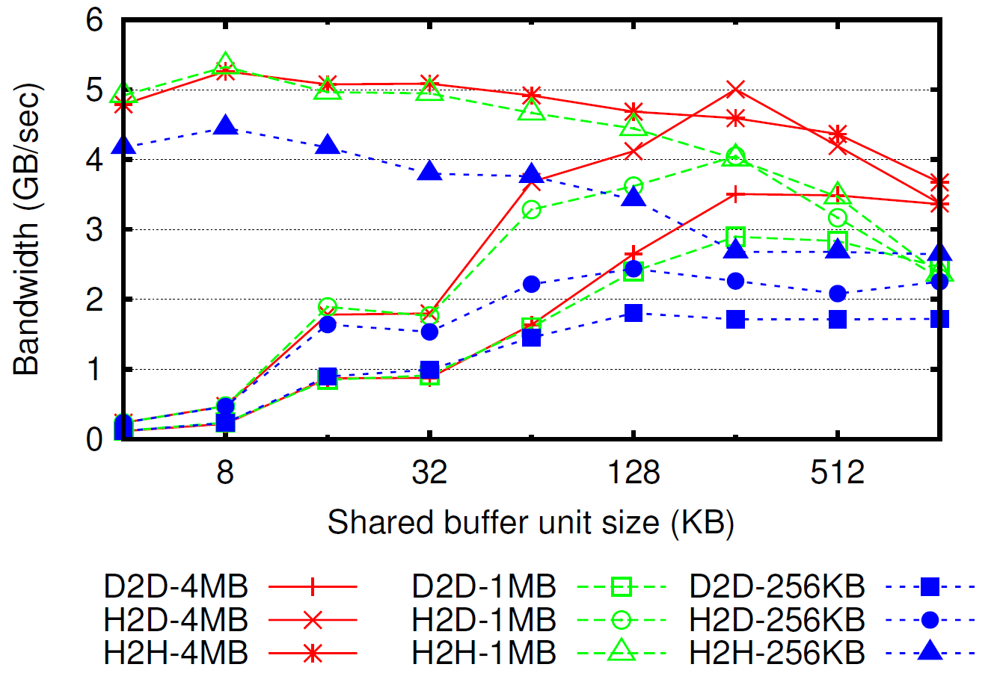 6
5
4
3
2
1
0
Bandwidth (GB/sec)
8 32 128 512
Shared buffer unit size (KB)
D2D-4MB D2D-1MB D2D-256KB
H2D-4MB H2D-1MB H2D-256KB
H2H-4MB H2H-1MB H2H-256KB